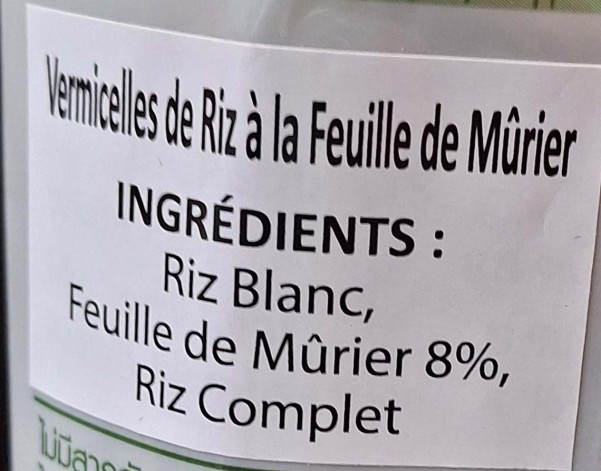 Vermicelles de Riz à la Feuille de Mûrier
INGRÉDIENTS :
Riz Blanc,
Feuille de Mûrier 8%,
Riz Complet